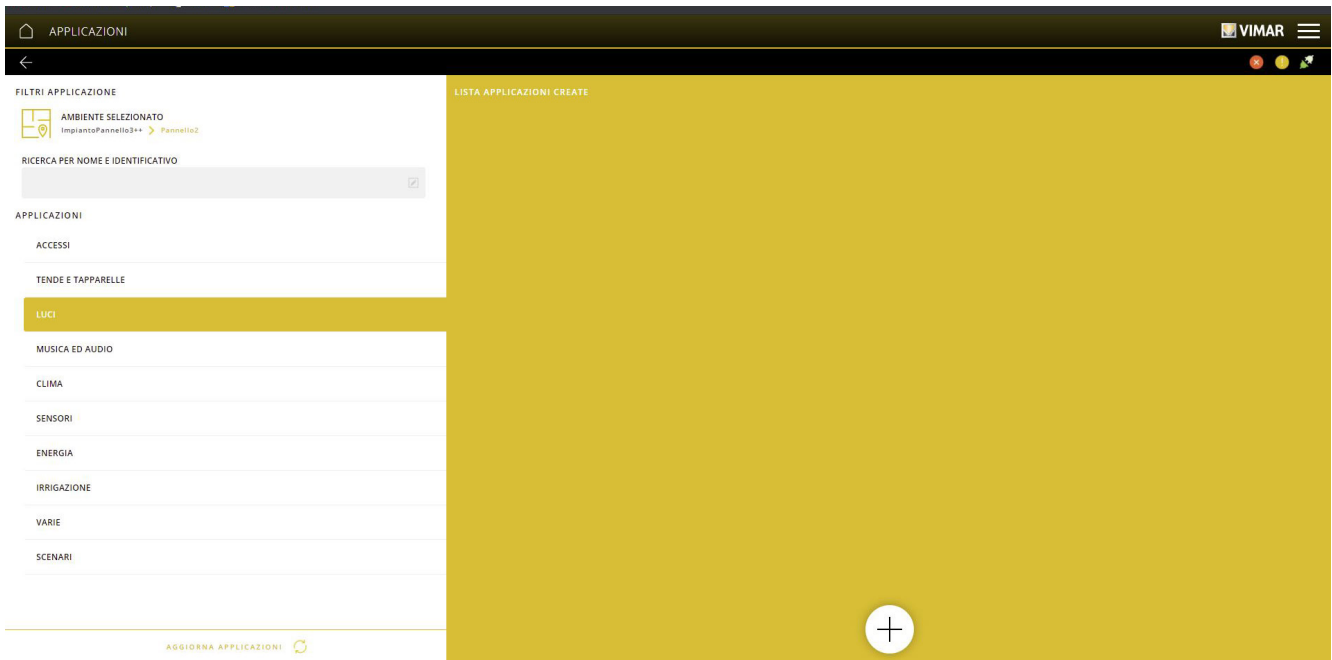 APPLICAZIONI
VIMAR
FILTRI APPLICAZIONE
AMBIENTE SELEZIONATO
ImpiantoPannello3++ > Pannello2
RICERCA PER NOME E IDENTIFICATIVO
APPLICAZIONI
ACCESSI
TENDE E TAPPARELLE
LUCI
MUSICA ED AUDIO
CLIMA
SENSORI
ENERGIA
IRRIGAZIONE
VARIE
SCENARI
AGGIORNA APPLICAZIONI
LISTA APPLICAZIONI CREATE